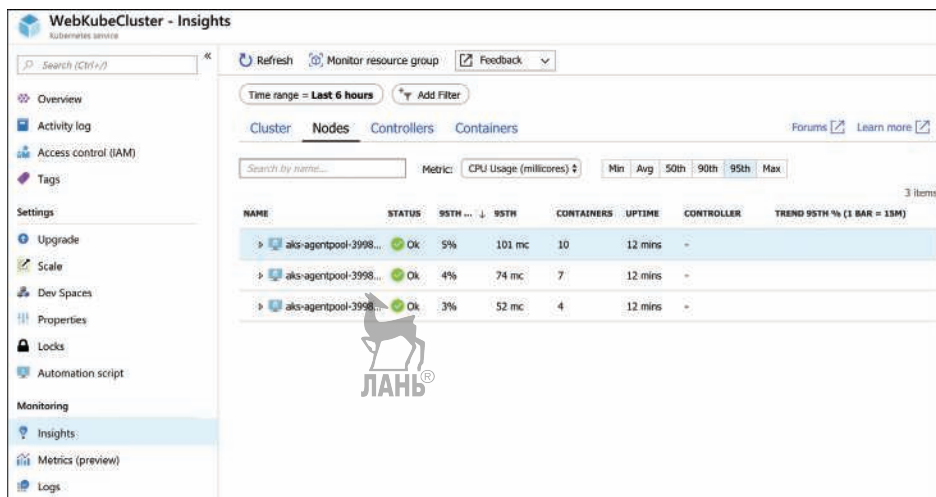 WebKubeCluster - Insights
Kubernetes service
Search (Ctrl+/)
«
Overview
Activity log
Access control (IAM)
Tags
Settings
Upgrade
Scale
Dev Spaces
Properties
Locks
Automation script
Monitoring
Insights
Metrics (preview)
Logs
Refresh Monitor resource group Feedback
Time range = Last 6 hours Add Filter
Cluster Nodes Controllers Containers Forums Learn more
Search by name... Metric: CPU Usage (millicores) Min Avg 50th 90th 95th Max
3 items
NAME STATUS 95TH ... ↓ 95TH CONTAINERS UPTIME CONTROLLER TREND 95TH % (1 BAR = 15M)
aks-agentpool-3998... Ok 5% 101 mc 10 12 mins -
aks-agentpool-3998... Ok 4% 74 mc 7 12 mins -
aks-agentpool-3998... Ok 3% 52 mc 4 12 mins -
ЛАНЬ®